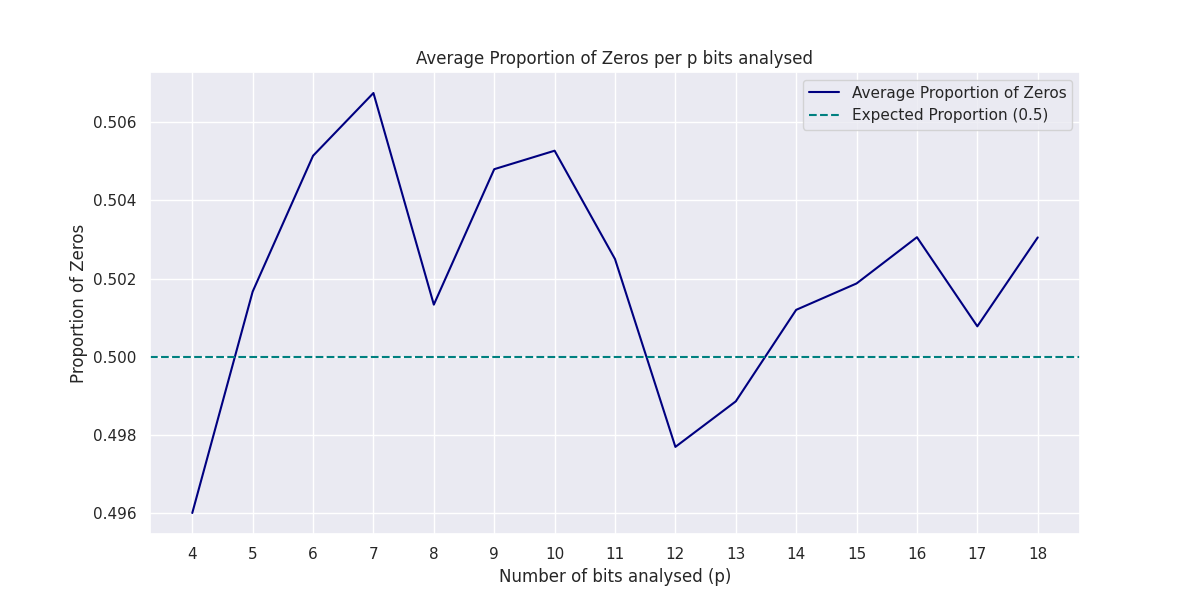 Average Proportion of Zeros per p bits analysed
Average Proportion of Zeros
Expected Proportion (0.5)
Proportion of Zeros
0.506
0.504
0.502
0.500
0.498
0.496
4 5 6 7 8 9 10 11 12 13 14 15 16 17 18
Number of bits analysed (p)